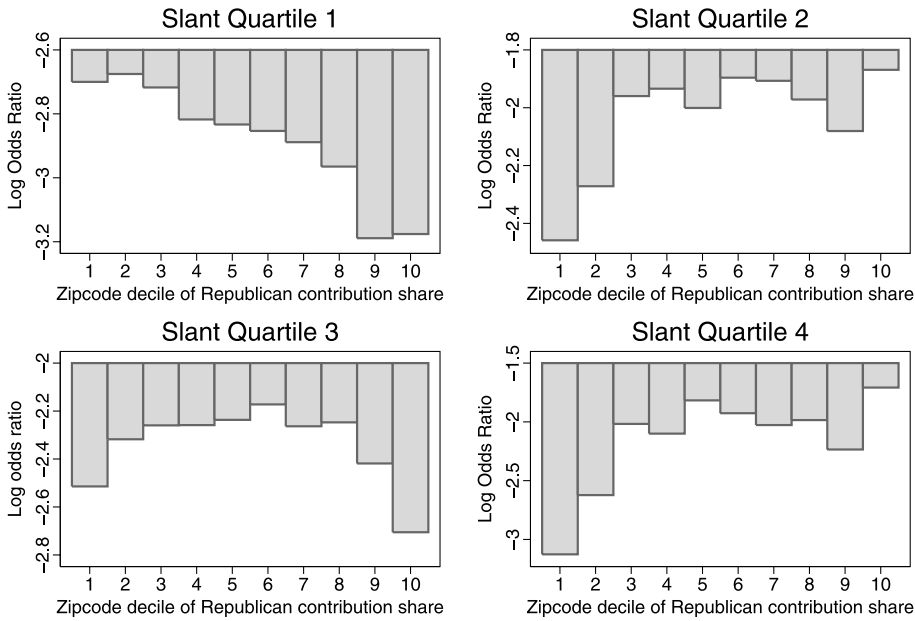 Slant Quartile 1
Log Odds Ratio
−2.6
−2.8
−3
−3.2
1 2 3 4 5 6 7 8 9 10
Zipcode decile of Republican contribution share
Slant Quartile 2
Log Odds Ratio
−1.8
−2
−2.2
−2.4
1 2 3 4 5 6 7 8 9 10
Zipcode decile of Republican contribution share
Slant Quartile 3
Log odds ratio
−2
−2.2
−2.4
−2.6
−2.8
1 2 3 4 5 6 7 8 9 10
Zipcode decile of Republican contribution share
Slant Quartile 4
Log Odds Ratio
−1.5
−2
−2.5
−3
1 2 3 4 5 6 7 8 9 10
Zipcode decile of Republican contribution share